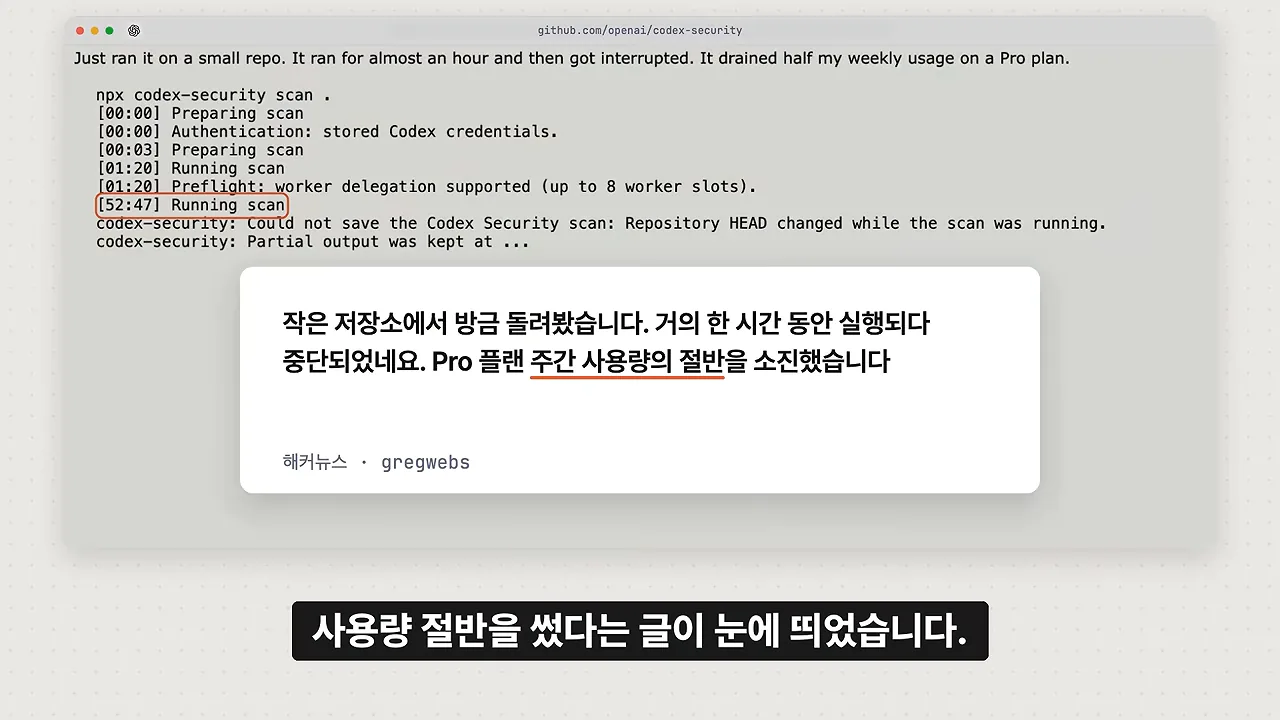 github.com/openai/codex-security
Just ran it on a small repo. It ran for almost an hour and then got interrupted. It drained half my weekly usage on a Pro plan.
npx codex-security scan .
[00:00] Preparing scan
[00:00] Authentication: stored Codex credentials.
[00:03] Preparing scan
[01:20] Running scan
[01:20] Preflight: worker delegation supported (up to 8 worker slots).
[52:47] Running scan
codex-security: Could not save the Codex Security scan: Repository HEAD changed while the scan was running.
codex-security: Partial output was kept at ...
작은 저장소에서 방금 돌려봤습니다. 거의 한 시간 동안 실행되다
중단되었네요. Pro 플랜 주간 사용량의 절반을 소진했습니다
해커뉴스 · gregwebs
사용량 절반을 썼다는 글이 눈에 띄었습니다.